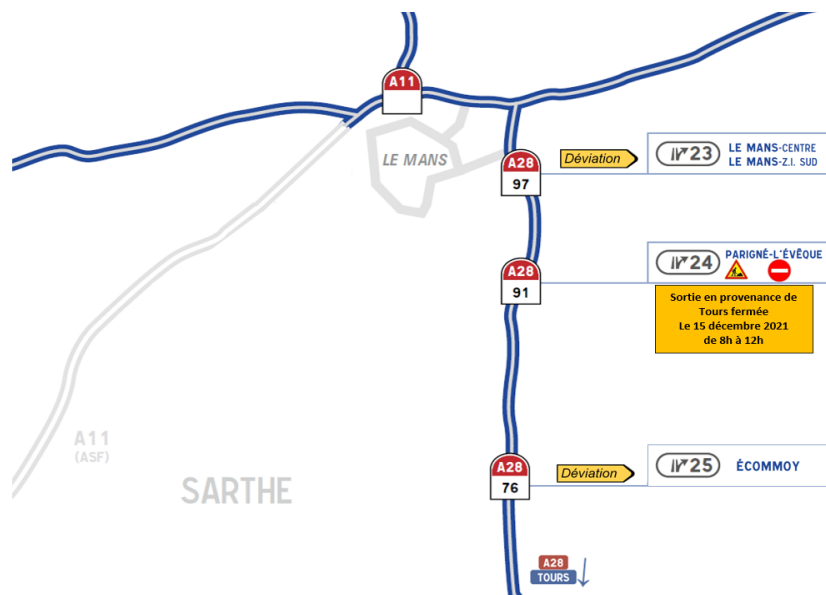 A11
LE MANS
A28
97
Déviation
23
LE MANS-CENTRE
LE MANS-Z.I. SUD
A28
91
24
PARIGNÉ-L'ÉVÊQUE
Sortie en provenance de
Tours fermée
Le 15 décembre 2021
de 8h à 12h
A11
(ASF)
SARTHE
A28
76
Déviation
25
ÉCOMMOY
A28
TOURS